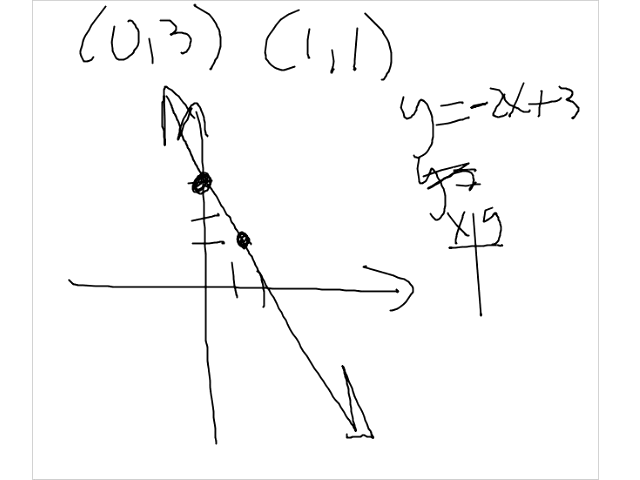 (0,3) (1,1)
y=-2x+3
x|y